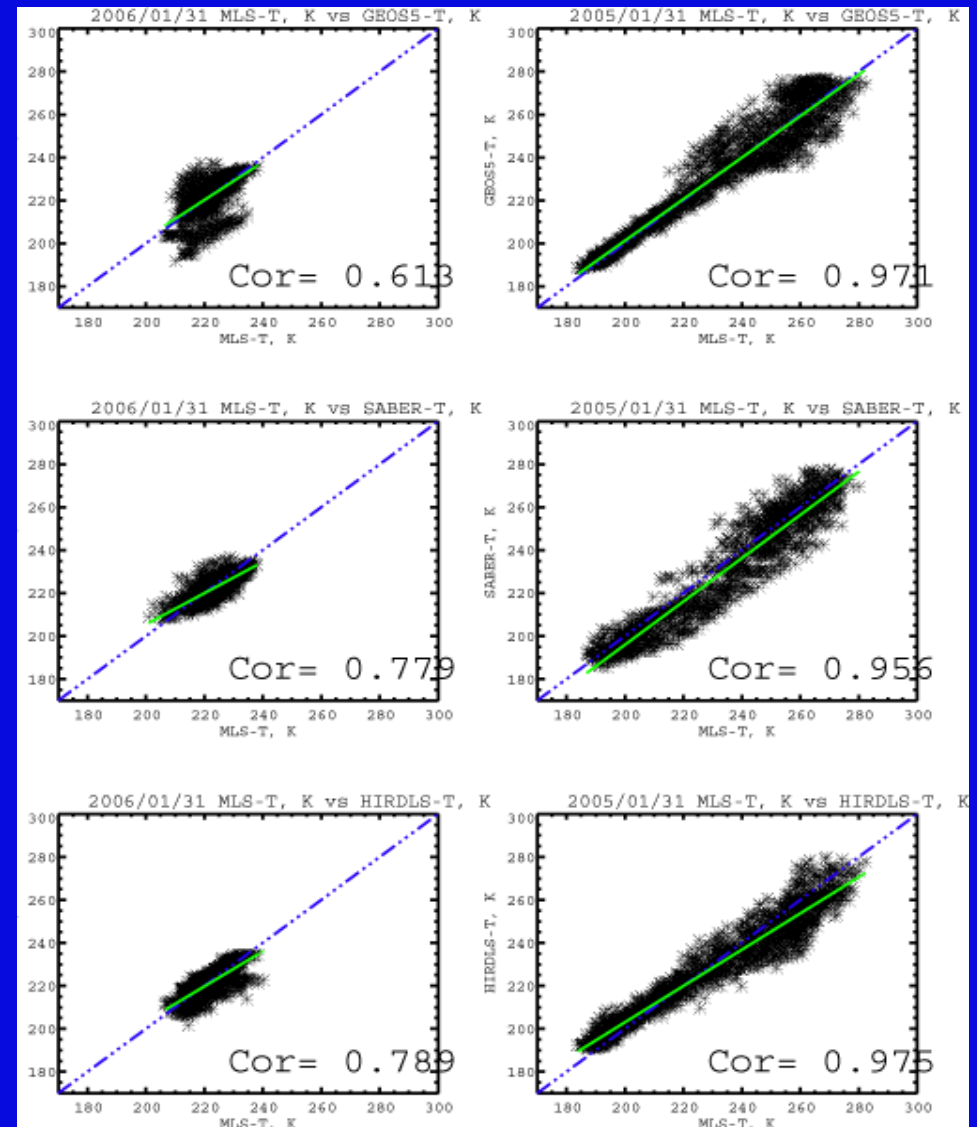 2006/01/31 MLS-T, K vs GEOS5-T, K
300
280
260
240
220
200
180
Cor= 0.613
180 200 220 240 260 280 300
MLS-T, K
2005/01/31 MLS-T, K vs GEOS5-T, K
GEOS5-T, K
300
280
260
240
220
200
180
Cor= 0.971
180 200 220 240 260 280 300
MLS-T, K
2006/01/31 MLS-T, K vs SABER-T, K
300
280
260
240
220
200
180
Cor= 0.779
180 200 220 240 260 280 300
MLS-T, K
2005/01/31 MLS-T, K vs SABER-T, K
SABER-T, K
300
280
260
240
220
200
180
Cor= 0.956
180 200 220 240 260 280 300
MLS-T, K
2006/01/31 MLS-T, K vs HIRDLS-T, K
300
280
260
240
220
200
180
Cor= 0.789
180 200 220 240 260 280 300
MLS-T, K
2005/01/31 MLS-T, K vs HIRDLS-T, K
HIRDLS-T, K
300
280
260
240
220
200
180
Cor= 0.975
180 200 220 240 260 280 300
MLS-T, K